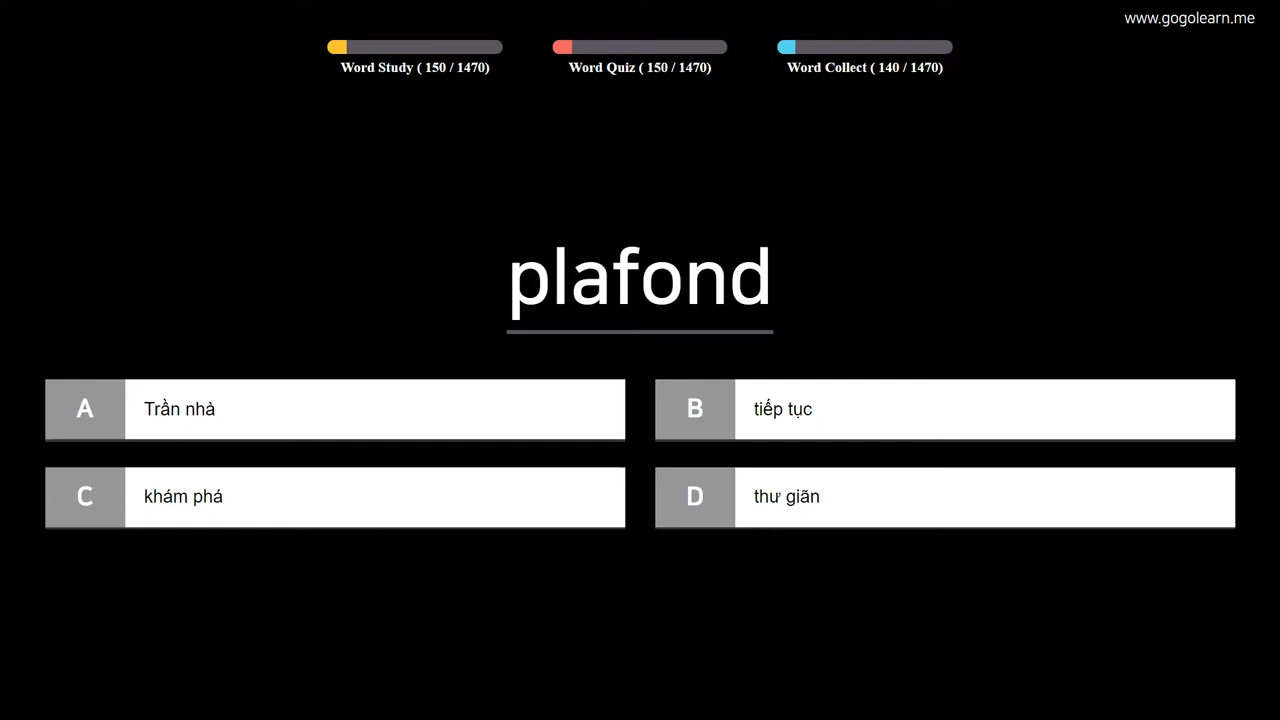 www.gogolearn.me
Word Study ( 150 / 1470)
Word Quiz ( 150 / 1470)
Word Collect ( 140 / 1470)
plafond
A Trần nhà
B tiếp tục
C khám phá
D thư giãn